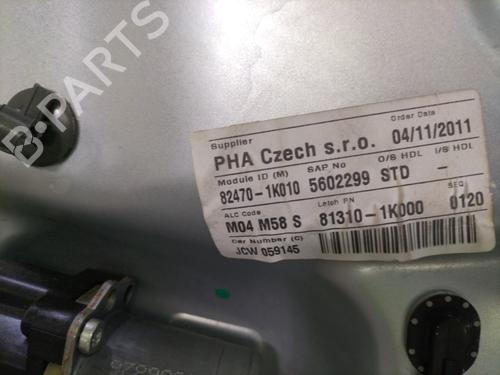 Supplier Order Date
PHA Czech s.r.o. 04/11/2011
Module ID (M) SAP No O/S HDL I/S HDL
82470-1K010 5602299 STD -
ALC Code Latch PN SEQ
M04 M58 S 81310-1K000 0120
Car Number (C)
JCW 059145
B-PARTS